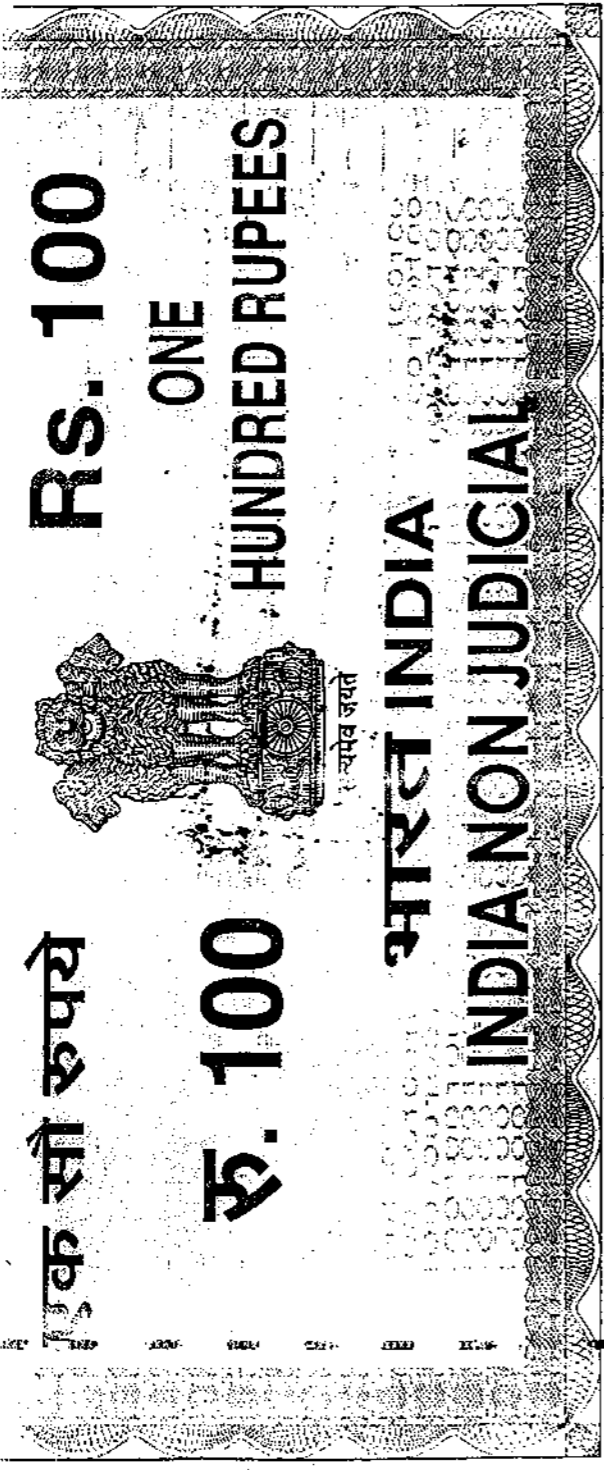 एक सौ रुपये
रु. 100
Rs. 100
ONE
HUNDRED RUPEES
सत्यमेव जयते
भारत INDIA
INDIA NON JUDICIAL